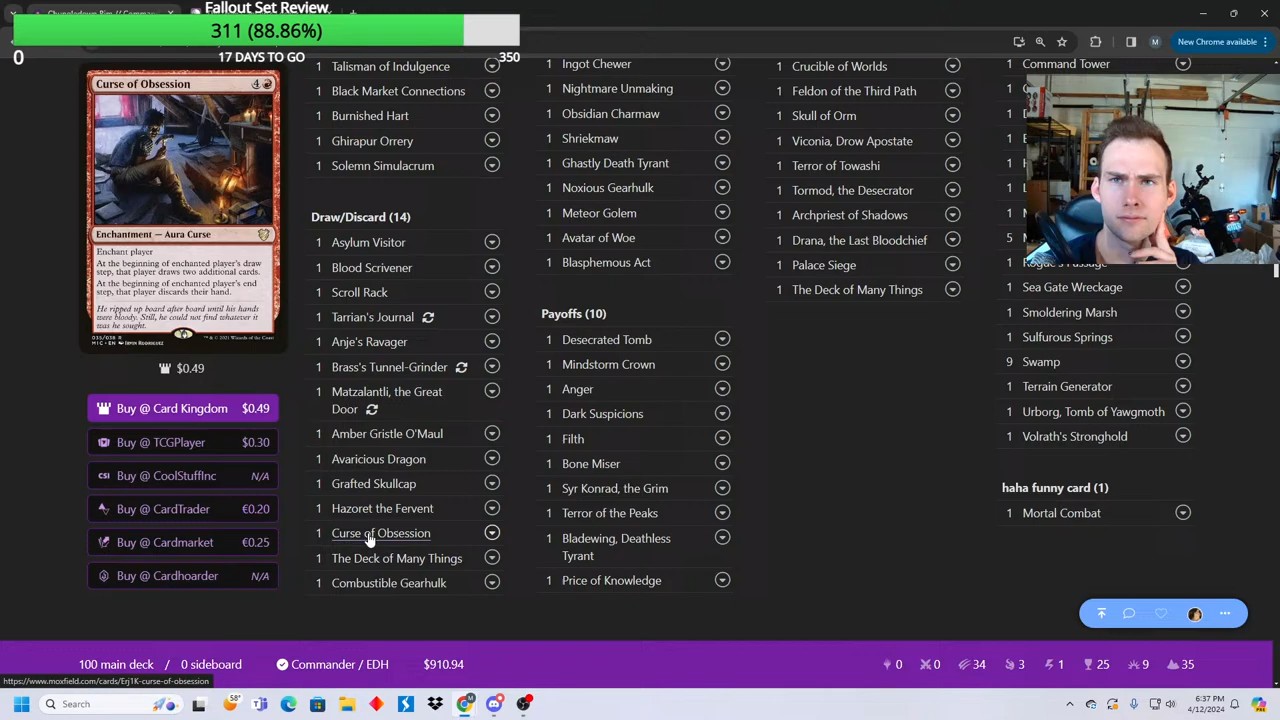 Fallout Set Review
311 (88.86%)
0
17 DAYS TO GO
350
New Chrome available
Curse of Obsession
4
Enchantment — Aura Curse
Enchant player
At the beginning of enchanted player's draw
step, that player draws two additional cards.
At the beginning of enchanted player's end
step, that player discards their hand.
He ripped up board after board until his hands
were bloody. Still, he could not find whatever it
was he sought.
$0.49
Buy @ Card Kingdom $0.49
Buy @ TCGPlayer $0.30
CSI Buy @ CoolStuffInc N/A
Buy @ CardTrader €0.20
Buy @ Cardmarket €0.25
Buy @ Cardhoarder N/A
1 Talisman of Indulgence
1 Black Market Connections
1 Burnished Hart
1 Ghirapur Orrery
1 Solemn Simulacrum
Draw/Discard (14)
1 Asylum Visitor
1 Blood Scrivener
1 Scroll Rack
1 Tarrian's Journal
1 Anje's Ravager
1 Brass's Tunnel-Grinder
1 Matzalantli, the Great
Door
1 Amber Gristle O'Maul
1 Avaricious Dragon
1 Grafted Skullcap
1 Hazoret the Fervent
1 Curse of Obsession
1 The Deck of Many Things
1 Combustible Gearhulk
1 Ingot Chewer
1 Nightmare Unmaking
1 Obsidian Charmaw
1 Shriekmaw
1 Ghastly Death Tyrant
1 Noxious Gearhulk
1 Meteor Golem
1 Avatar of Woe
1 Blasphemous Act
Payoffs (10)
1 Desecrated Tomb
1 Mindstorm Crown
1 Anger
1 Dark Suspicions
1 Filth
1 Bone Miser
1 Syr Konrad, the Grim
1 Terror of the Peaks
1 Bladewing, Deathless
Tyrant
1 Price of Knowledge
1 Crucible of Worlds
1 Feldon of the Third Path
1 Skull of Orm
1 Viconia, Drow Apostate
1 Terror of Towashi
1 Tormod, the Desecrator
1 Archpriest of Shadows
1 Drana, the Last Bloodchief
1 Palace Siege
1 The Deck of Many Things
1 Command Tower
5
1 Rogue's Passage
1 Sea Gate Wreckage
1 Smoldering Marsh
1 Sulfurous Springs
9 Swamp
1 Terrain Generator
1 Urborg, Tomb of Yawgmoth
1 Volrath's Stronghold
haha funny card (1)
1 Mortal Combat
100 main deck / 0 sideboard
Commander / EDH
$910.94
0 0 34 3 1 25 9 35
https://www.moxfield.com/cards/Erj1K-curse-of-obsession
Search
58°
6:37 PM
4/12/2024